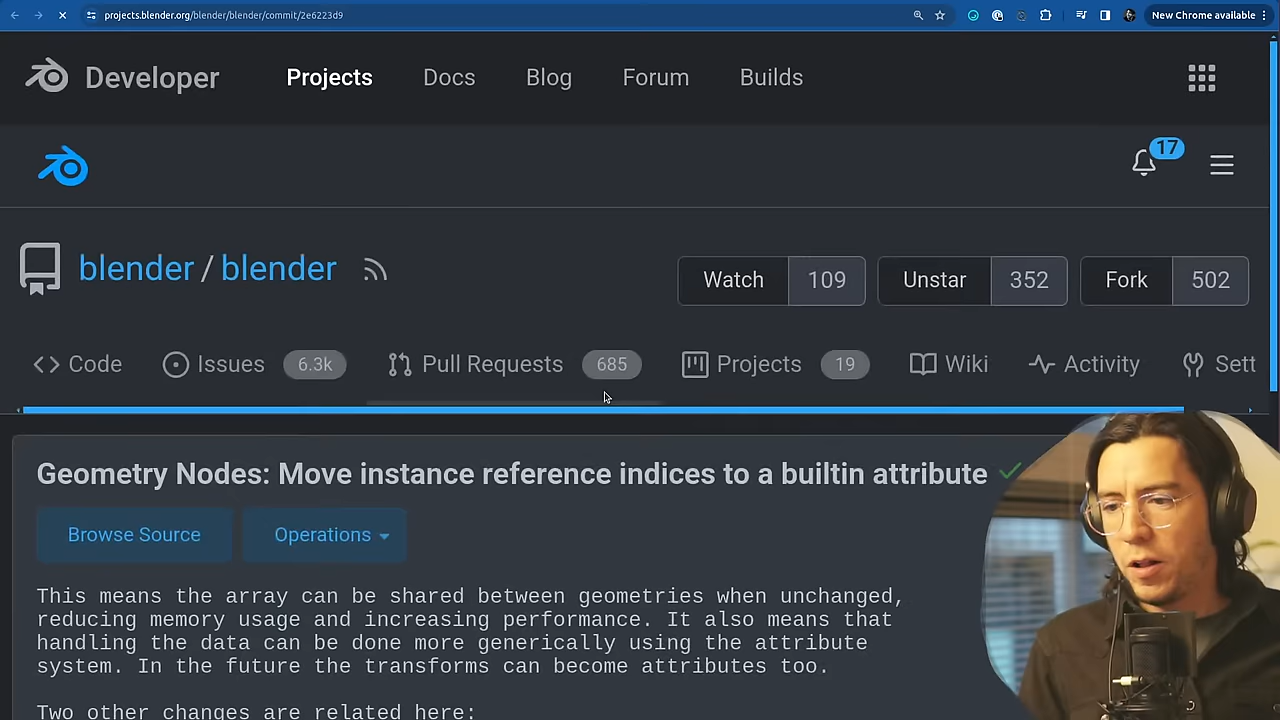 projects.blender.org/blender/blender/commit/2e6223d9
New Chrome available
Developer Projects Docs Blog Forum Builds
17
blender / blender Watch 109 Unstar 352 Fork 502
Code Issues 6.3k Pull Requests 685 Projects 19 Wiki Activity Sett
Geometry Nodes: Move instance reference indices to a builtin attribute
Browse Source Operations
This means the array can be shared between geometries when unchanged,
reducing memory usage and increasing performance. It also means that
handling the data can be done more generically using the attribute
system. In the future the transforms can become attributes too.
Two other changes are related here: